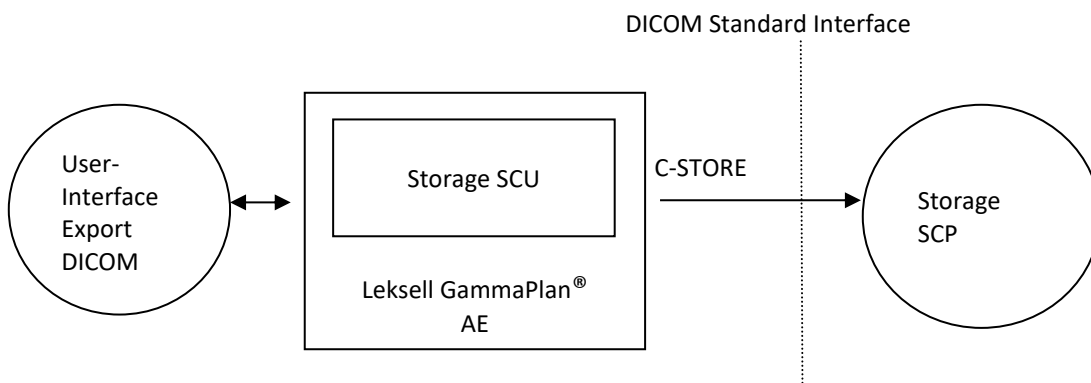 DICOM Standard Interface
User-
Interface
Export
DICOM
Storage SCU
Leksell GammaPlan®
AE
C-STORE
Storage
SCP